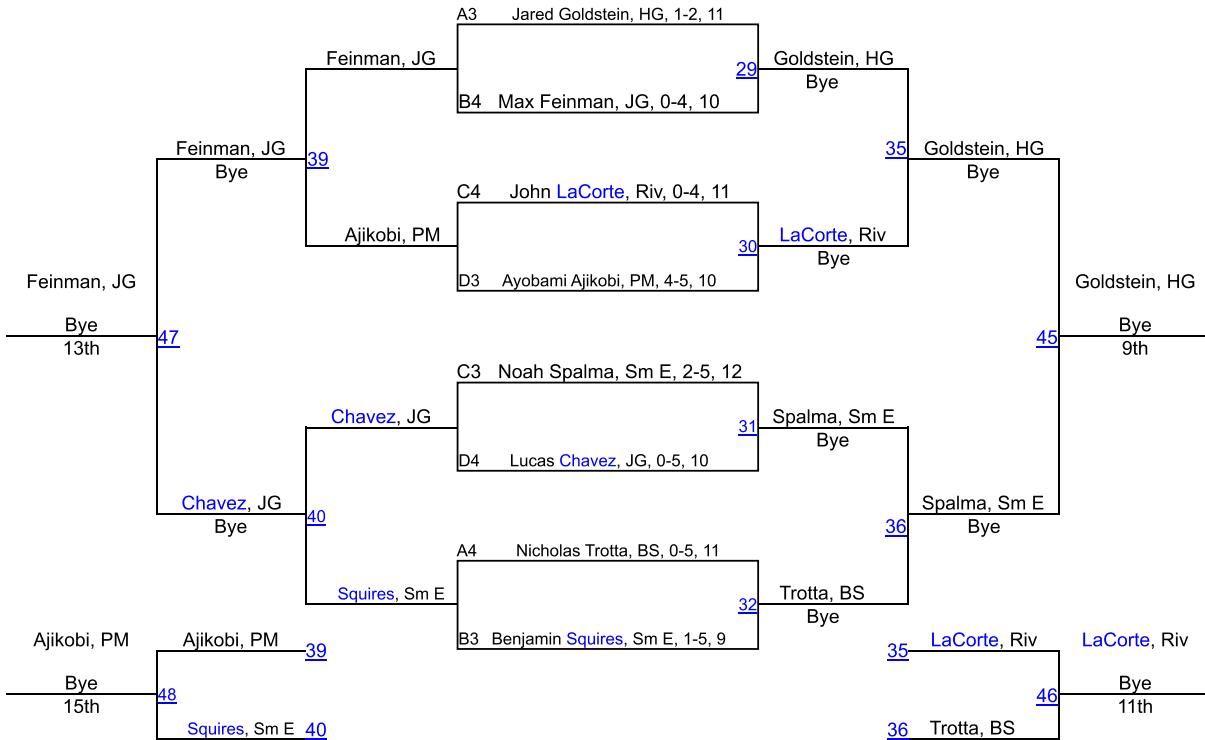 A3 Jared Goldstein, HG, 1-2, 11
Feinman, JG
29
Goldstein, HG
Bye
B4 Max Feinman, JG, 0-4, 10
Feinman, JG
Bye
39
35
Goldstein, HG
Bye
C4 John LaCorte, Riv, 0-4, 11
Ajikobi, PM
30
LaCorte, Riv
Bye
D3 Ayobami Ajikobi, PM, 4-5, 10
Feinman, JG
Bye
13th
47
45
Goldstein, HG
Bye
9th
C3 Noah Spalma, Sm E, 2-5, 12
Chavez, JG
31
Spalma, Sm E
Bye
D4 Lucas Chavez, JG, 0-5, 10
Chavez, JG
Bye
40
36
Spalma, Sm E
Bye
A4 Nicholas Trotta, BS, 0-5, 11
Squires, Sm E
32
Trotta, BS
Bye
B3 Benjamin Squires, Sm E, 1-5, 9
Ajikobi, PM
Ajikobi, PM
39
35
LaCorte, Riv
LaCorte, Riv
Bye
15th
48
46
Bye
11th
Squires, Sm E
40
36
Trotta, BS